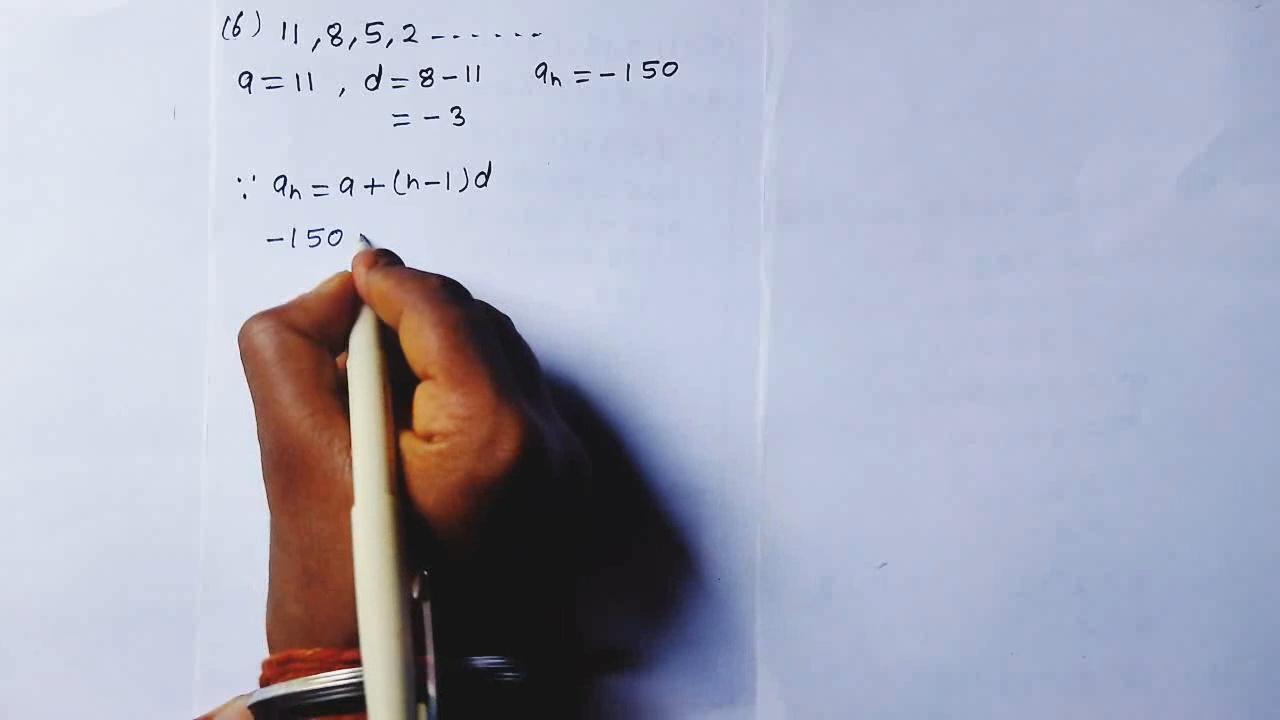 (6) 11, 8, 5, 2 - - - - - -
a = 11 , d = 8 - 11 an = -150
= - 3
∵ an = a + (n-1)d
-150